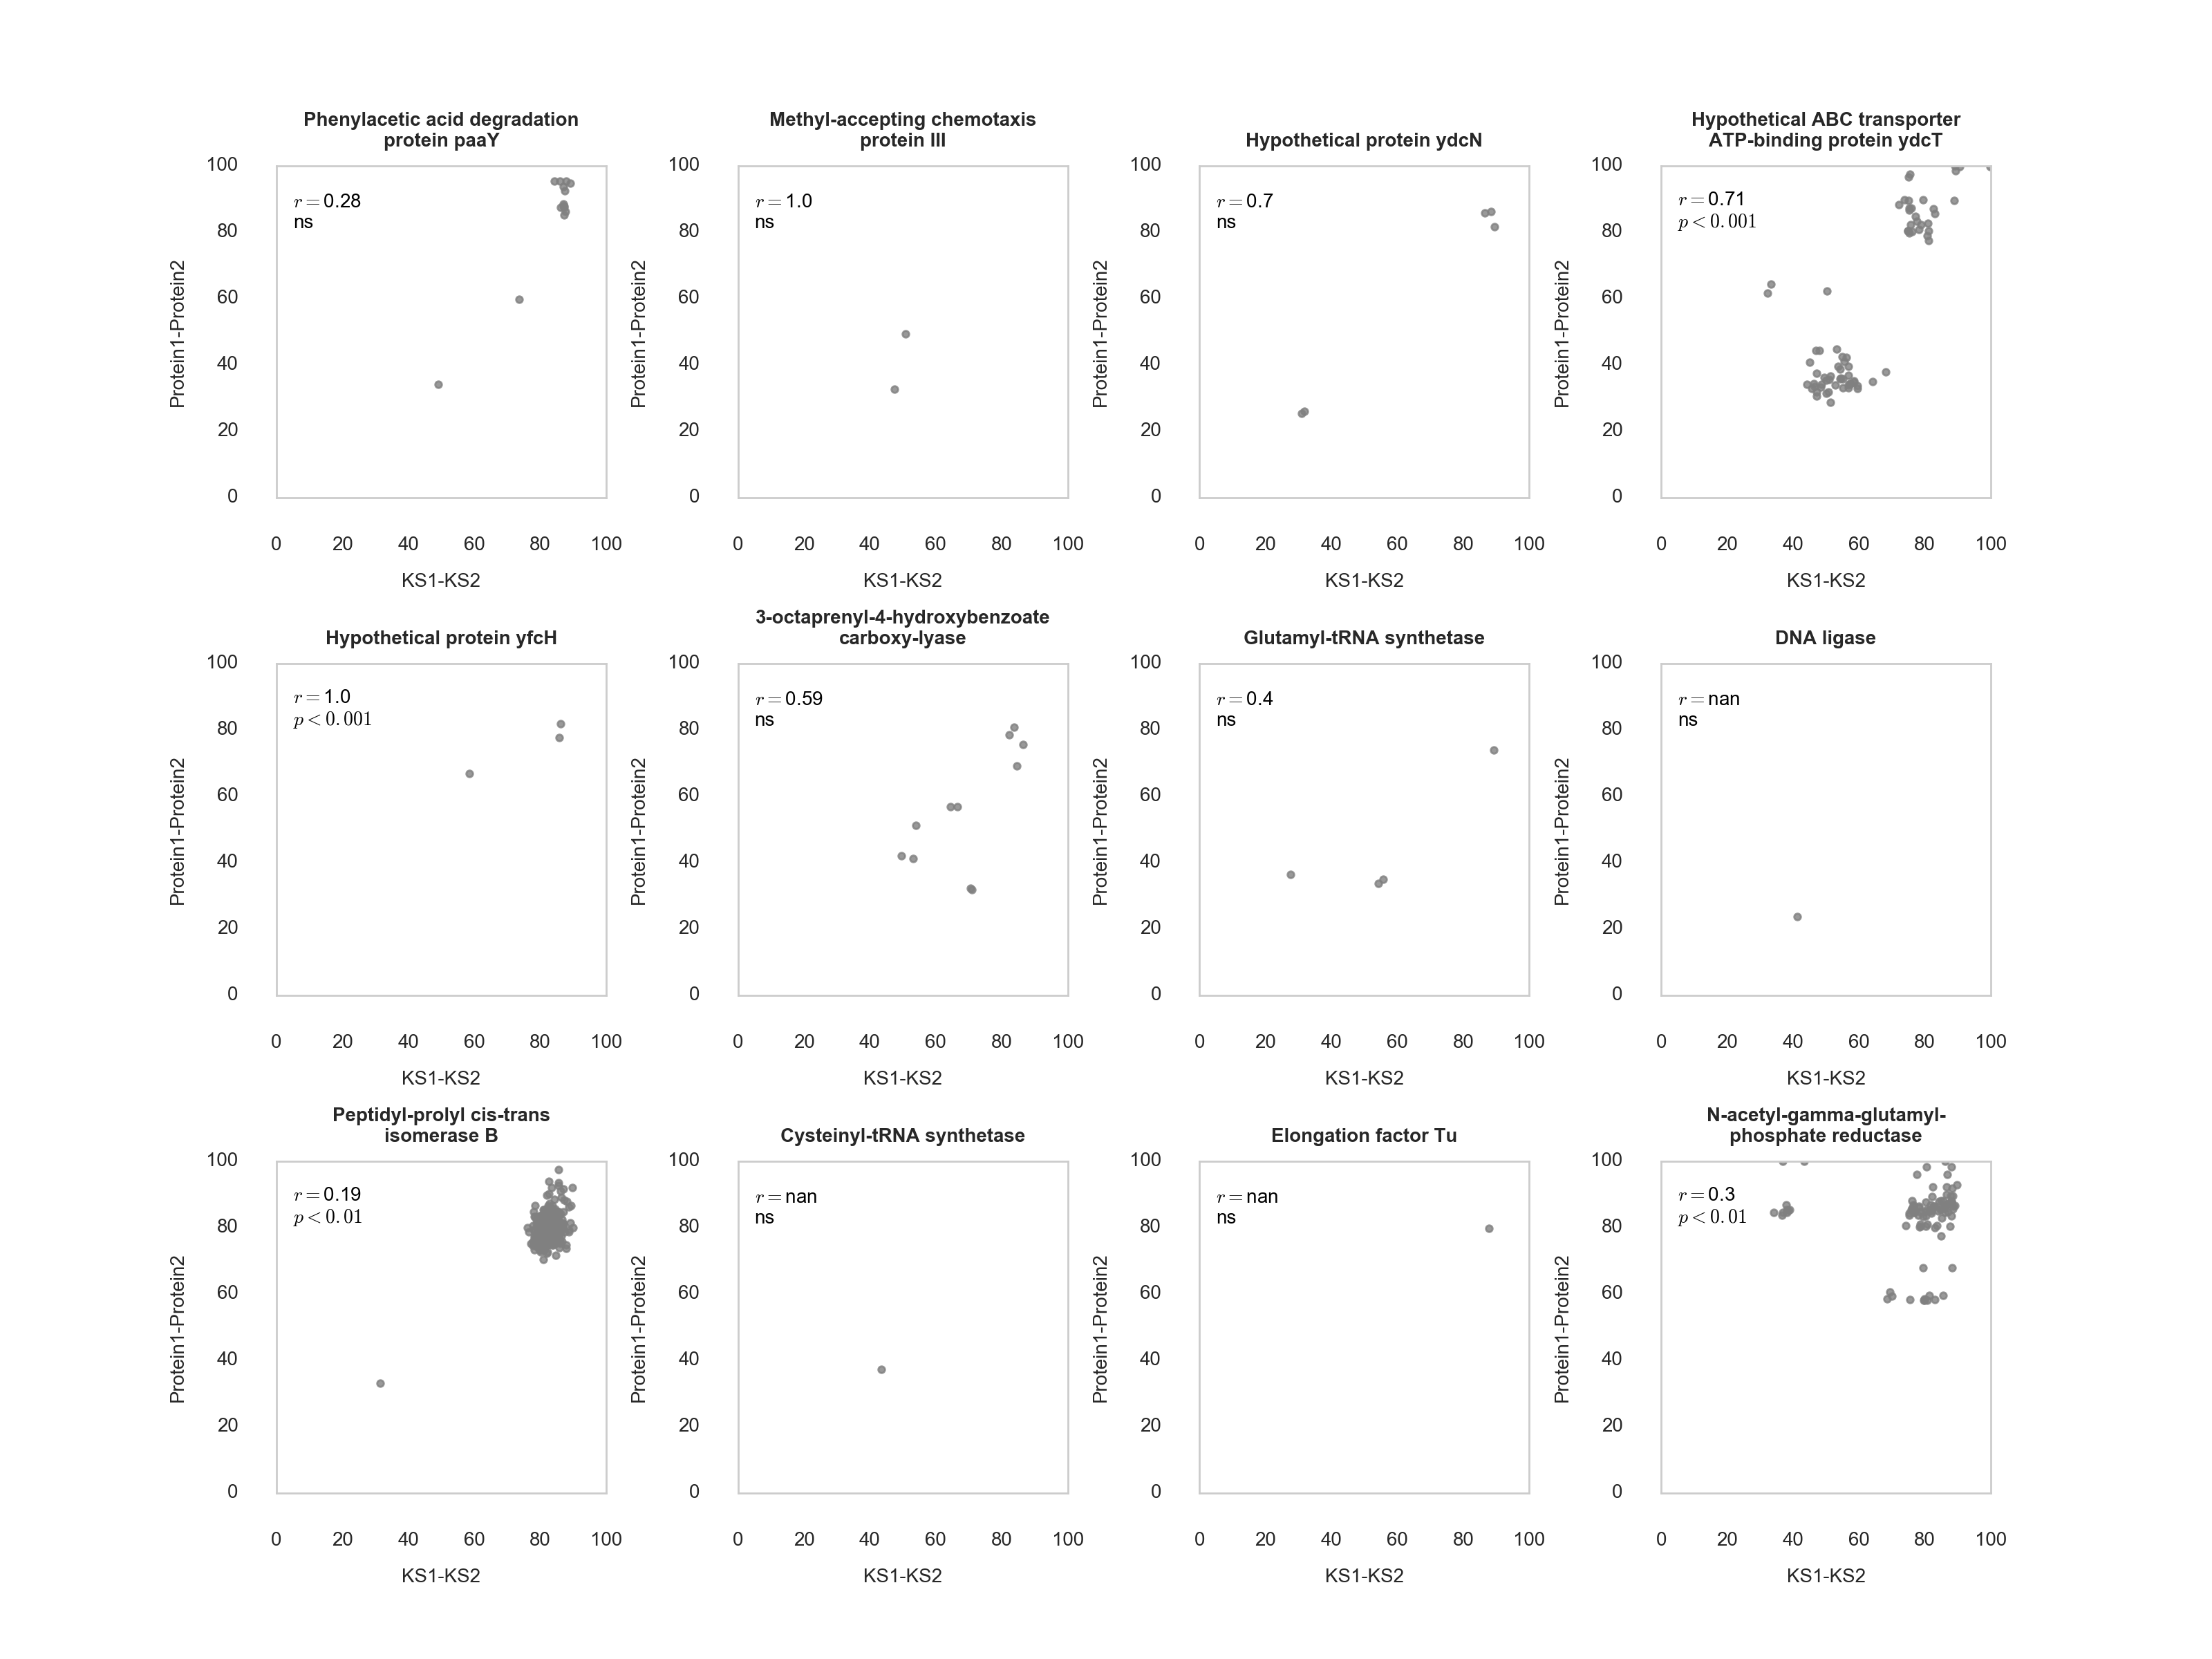 Phenylacetic acid degradation
protein paaY
100
80
60
40
20
0
r = 0.28
ns
Protein1-Protein2
0 20 40 60 80 100
KS1-KS2
Methyl-accepting chemotaxis
protein III
100
80
60
40
20
0
r = 1.0
ns
Protein1-Protein2
0 20 40 60 80 100
KS1-KS2
Hypothetical protein ydcN
100
80
60
40
20
0
r = 0.7
ns
Protein1-Protein2
0 20 40 60 80 100
KS1-KS2
Hypothetical ABC transporter
ATP-binding protein ydcT
100
80
60
40
20
0
r = 0.71
p < 0.001
Protein1-Protein2
0 20 40 60 80 100
KS1-KS2
Hypothetical protein yfcH
100
80
60
40
20
0
r = 1.0
p < 0.001
Protein1-Protein2
0 20 40 60 80 100
KS1-KS2
3-octaprenyl-4-hydroxybenzoate
carboxy-lyase
100
80
60
40
20
0
r = 0.59
ns
Protein1-Protein2
0 20 40 60 80 100
KS1-KS2
Glutamyl-tRNA synthetase
100
80
60
40
20
0
r = 0.4
ns
Protein1-Protein2
0 20 40 60 80 100
KS1-KS2
DNA ligase
100
80
60
40
20
0
r = nan
ns
Protein1-Protein2
0 20 40 60 80 100
KS1-KS2
Peptidyl-prolyl cis-trans
isomerase B
100
80
60
40
20
0
r = 0.19
p < 0.01
Protein1-Protein2
0 20 40 60 80 100
KS1-KS2
Cysteinyl-tRNA synthetase
100
80
60
40
20
0
r = nan
ns
Protein1-Protein2
0 20 40 60 80 100
KS1-KS2
Elongation factor Tu
100
80
60
40
20
0
r = nan
ns
Protein1-Protein2
0 20 40 60 80 100
KS1-KS2
N-acetyl-gamma-glutamyl-
phosphate reductase
100
80
60
40
20
0
r = 0.3
p < 0.01
Protein1-Protein2
0 20 40 60 80 100
KS1-KS2